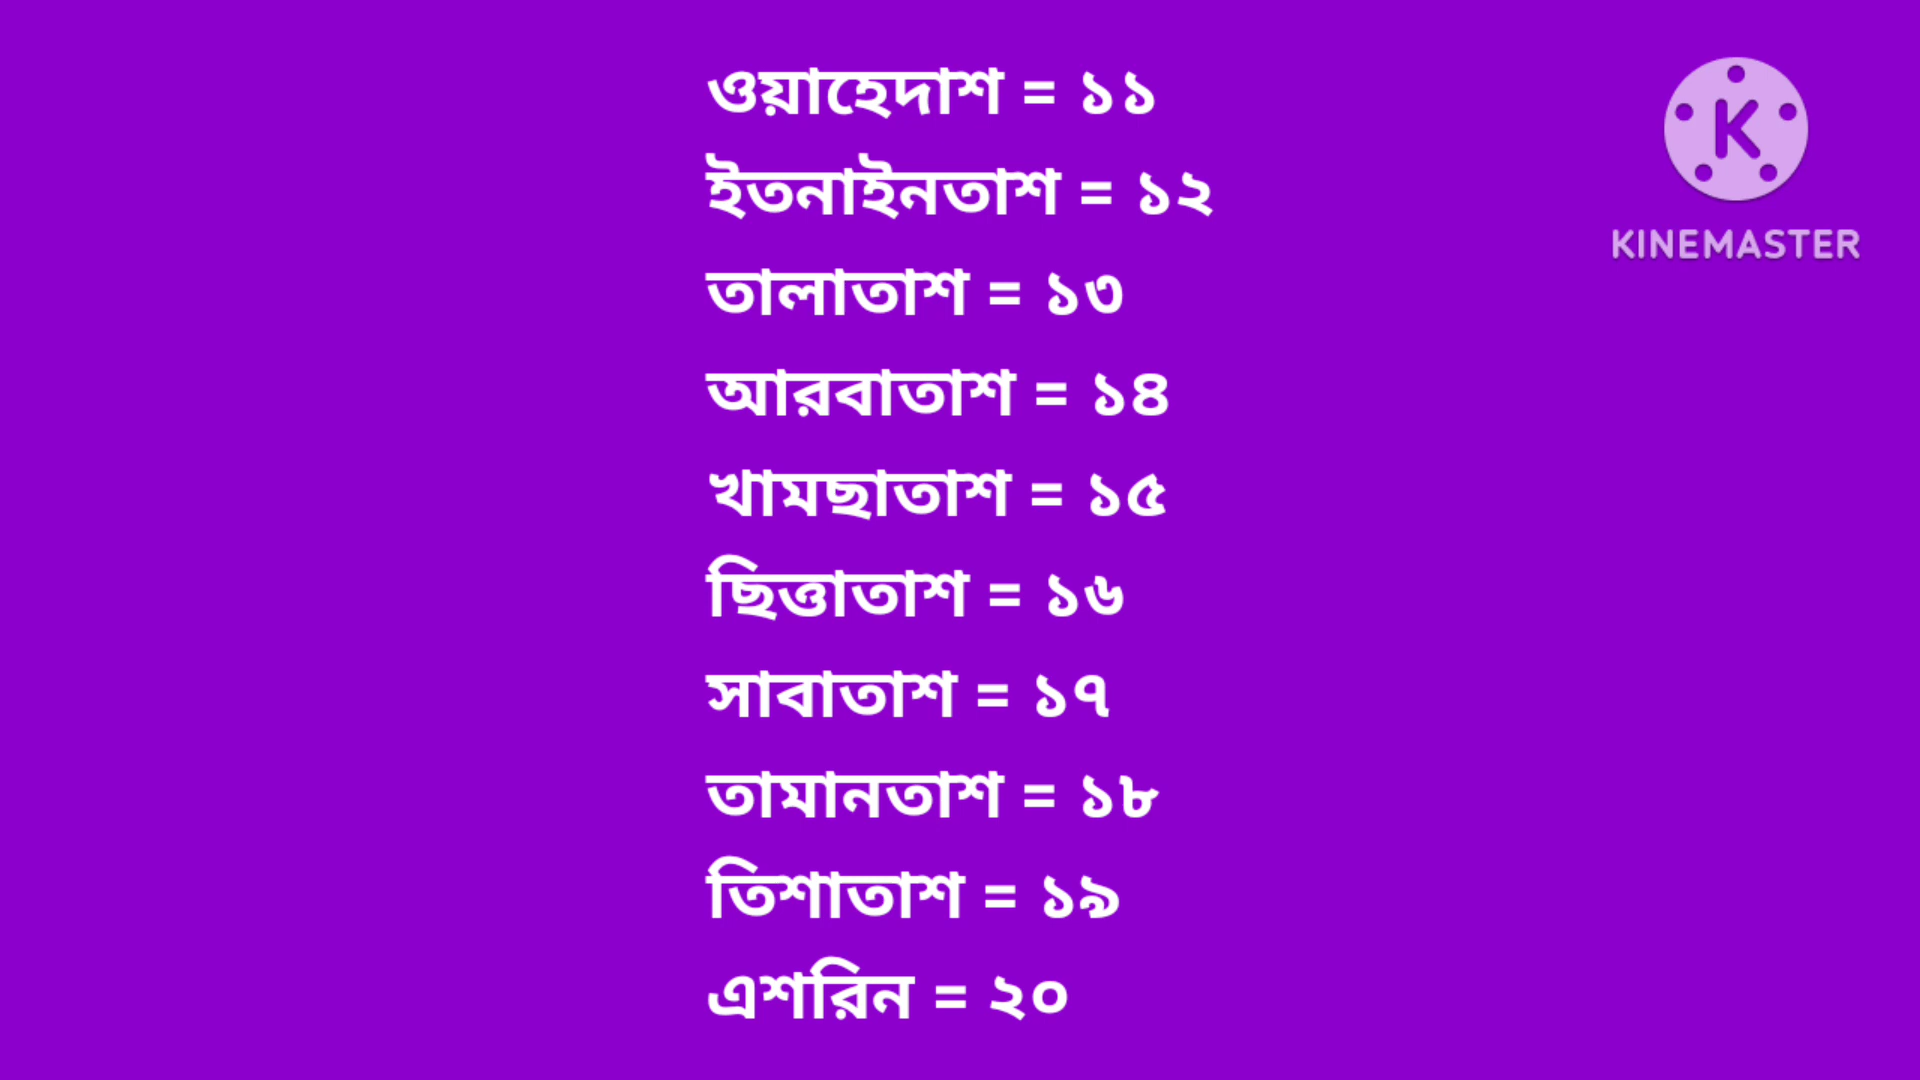 ওয়াহেদাশ = ১১
ইতনাইনতাশ = ১২
তালাতাশ = ১৩
আরবাতাশ = ১৪
খামছাতাশ = ১৫
ছিত্তাতাশ = ১৬
সাবাতাশ = ১৭
তামানতাশ = ১৮
তিশাতাশ = ১৯
এশরিন = ২০
K
KINEMASTER